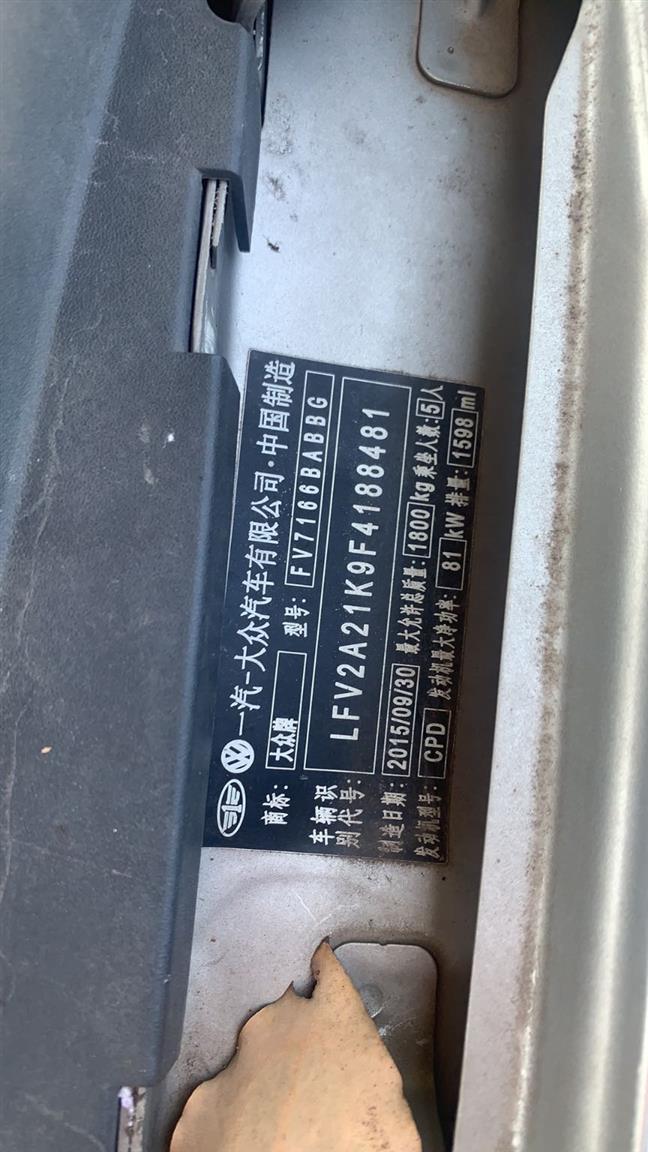 一汽-大众汽车有限公司·中国制造
商标: 大众牌 型号: FV7166BABBG
车辆识别代号: LFV2A21K9F4188481
制造日期: 2015/09/30 最大允许总质量: 1800 kg 乘坐人数: 5 人
发动机型号: CPD 发动机最大净功率: 81 kW 排量: 1598 ml